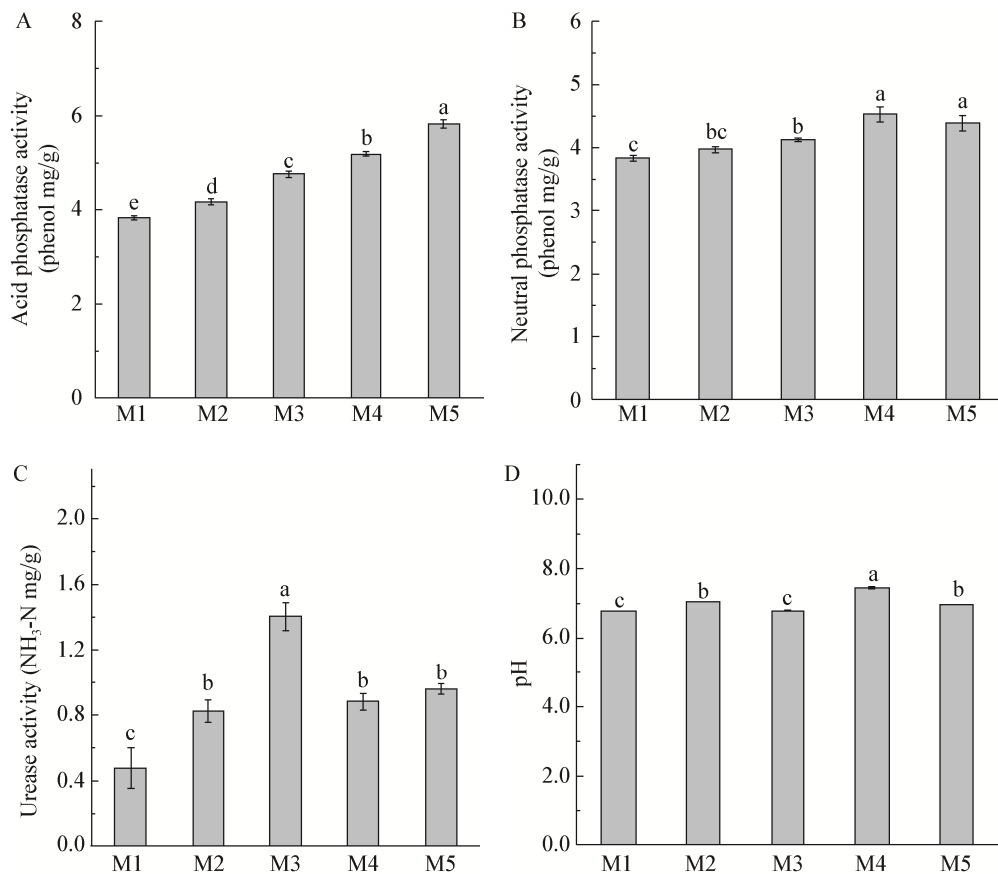 A
Acid phosphatase activity
(phenol mg/g)
8
6
4
2
0
e
d
c
b
a
M1 M2 M3 M4 M5
B
Neutral phosphatase activity
(phenol mg/g)
6
5
4
3
2
1
0
c
bc
b
a
a
M1 M2 M3 M4 M5
C
Urease activity (NH₃-N mg/g)
2.0
1.6
1.2
0.8
0.4
0.0
c
b
a
b
b
M1 M2 M3 M4 M5
D
pH
10.0
8.0
6.0
4.0
2.0
0.0
c
b
c
a
b
M1 M2 M3 M4 M5